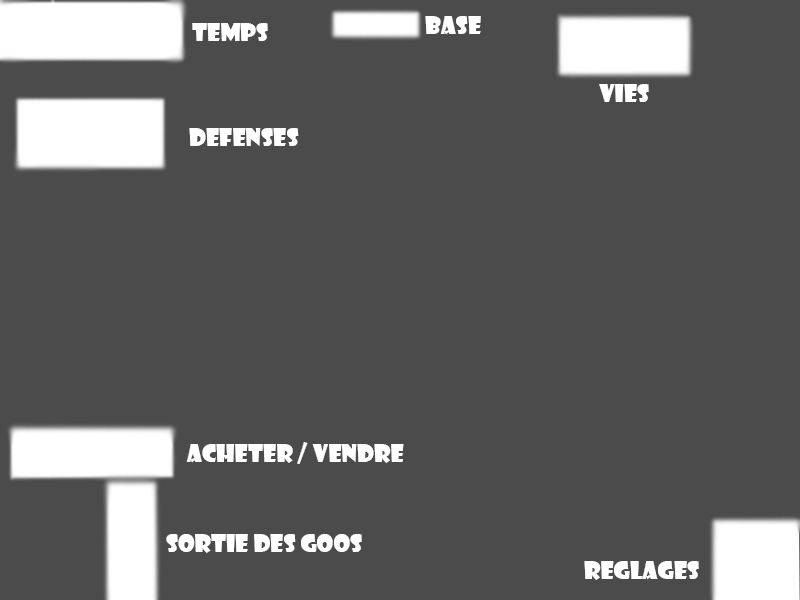 TEMPS
BASE
VIES
DEFENSES
ACHETER / VENDRE
SORTIE DES GOOS
REGLAGES